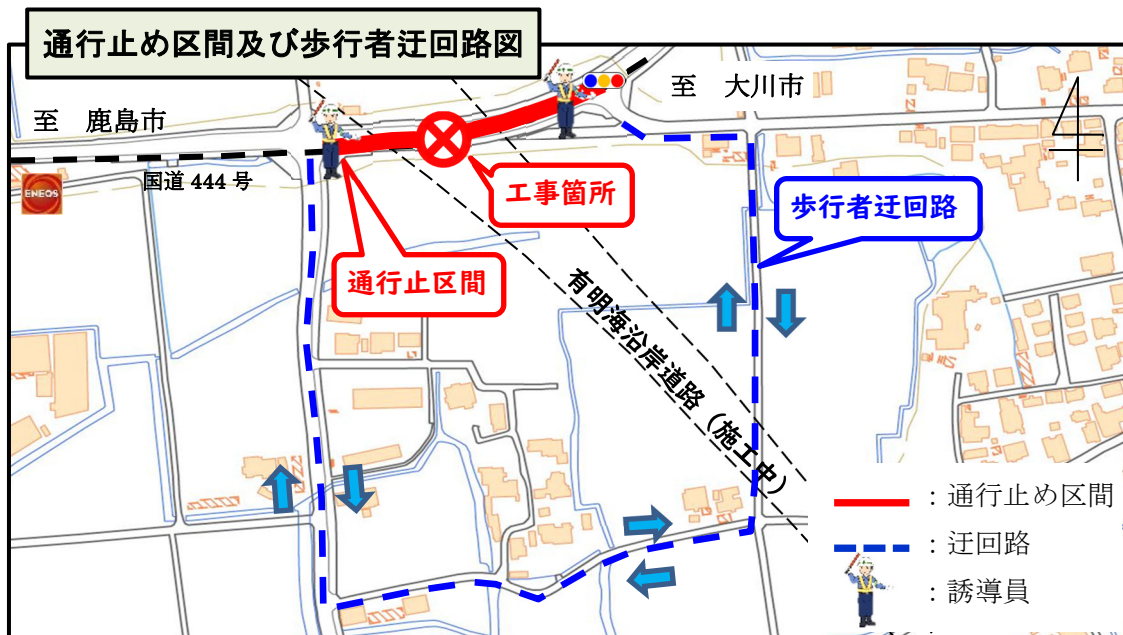 通行止め区間及び歩行者迂回路図
至 大川市
至 鹿島市
国道 444 号
ENEOS
工事箇所
歩行者迂回路
通行止区間
有明海沿岸道路（施工中）
：通行止め区間
：迂回路
：誘導員